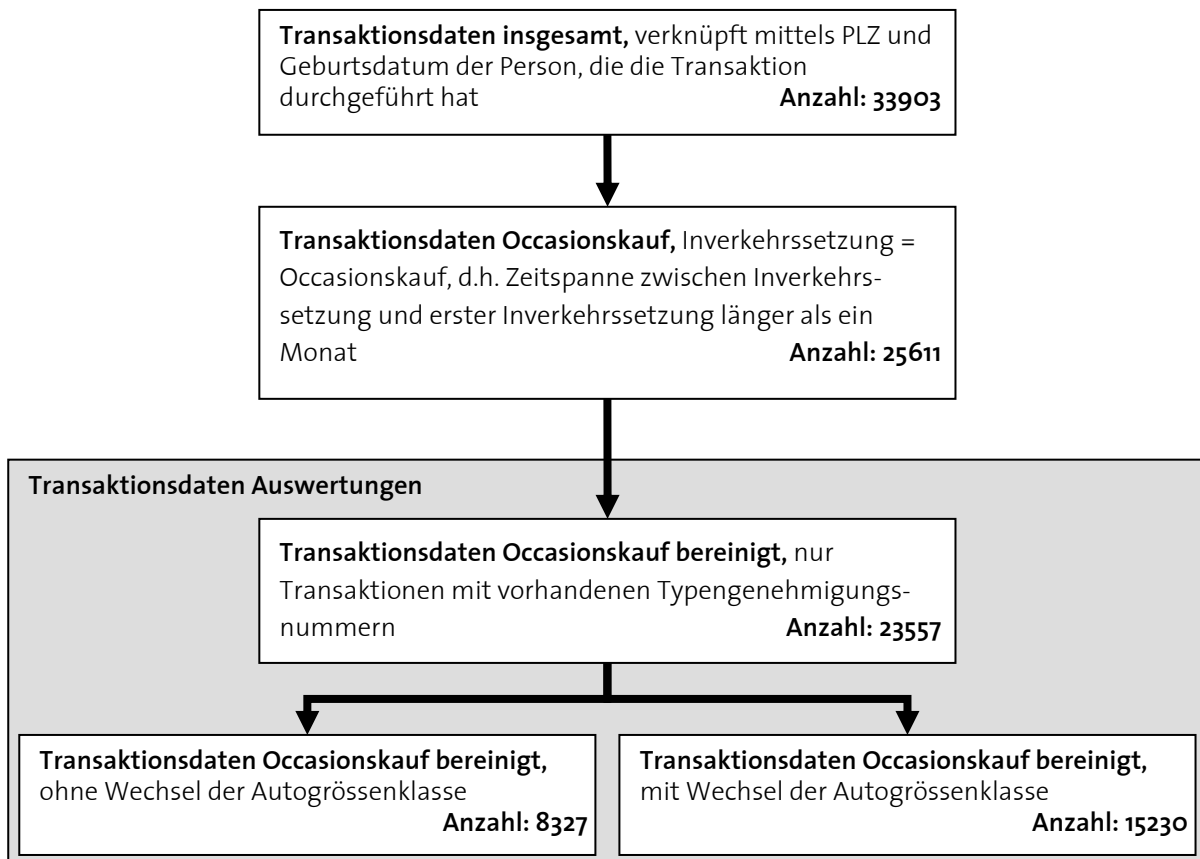 Transaktionsdaten insgesamt, verknüpft mittels PLZ und
Geburtsdatum der Person, die die Transaktion
durchgeführt hat Anzahl: 33903
Transaktionsdaten Occasionskauf, Inverkehrssetzung =
Occasionskauf, d.h. Zeitspanne zwischen Inverkehrs-
setzung und erster Inverkehrssetzung länger als ein
Monat Anzahl: 25611
Transaktionsdaten Auswertungen
Transaktionsdaten Occasionskauf bereinigt, nur
Transaktionen mit vorhandenen Typengenehmigungs-
nummern Anzahl: 23557
Transaktionsdaten Occasionskauf bereinigt,
ohne Wechsel der Autogrössenklasse
Anzahl: 8327
Transaktionsdaten Occasionskauf bereinigt,
mit Wechsel der Autogrössenklasse
Anzahl: 15230